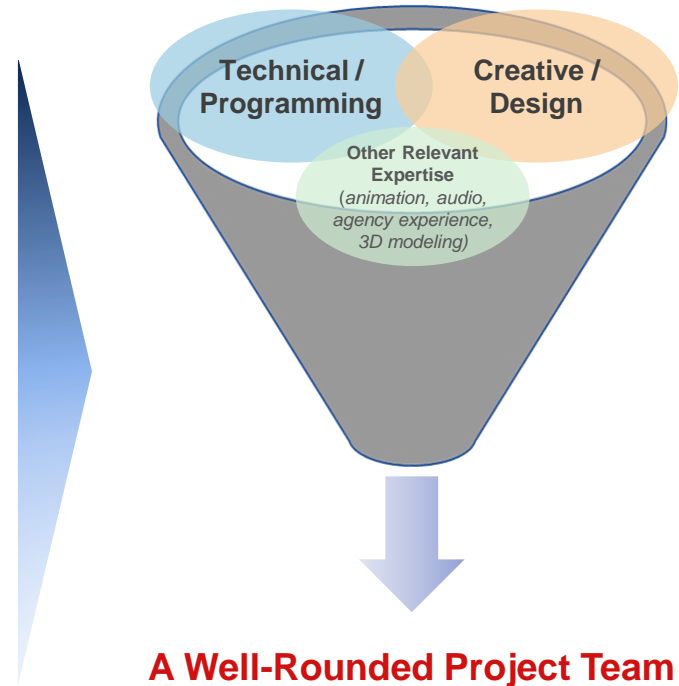 Technical /
Programming
Creative /
Design
Other Relevant
Expertise
(animation, audio,
agency experience,
3D modeling)
A Well-Rounded Project Team